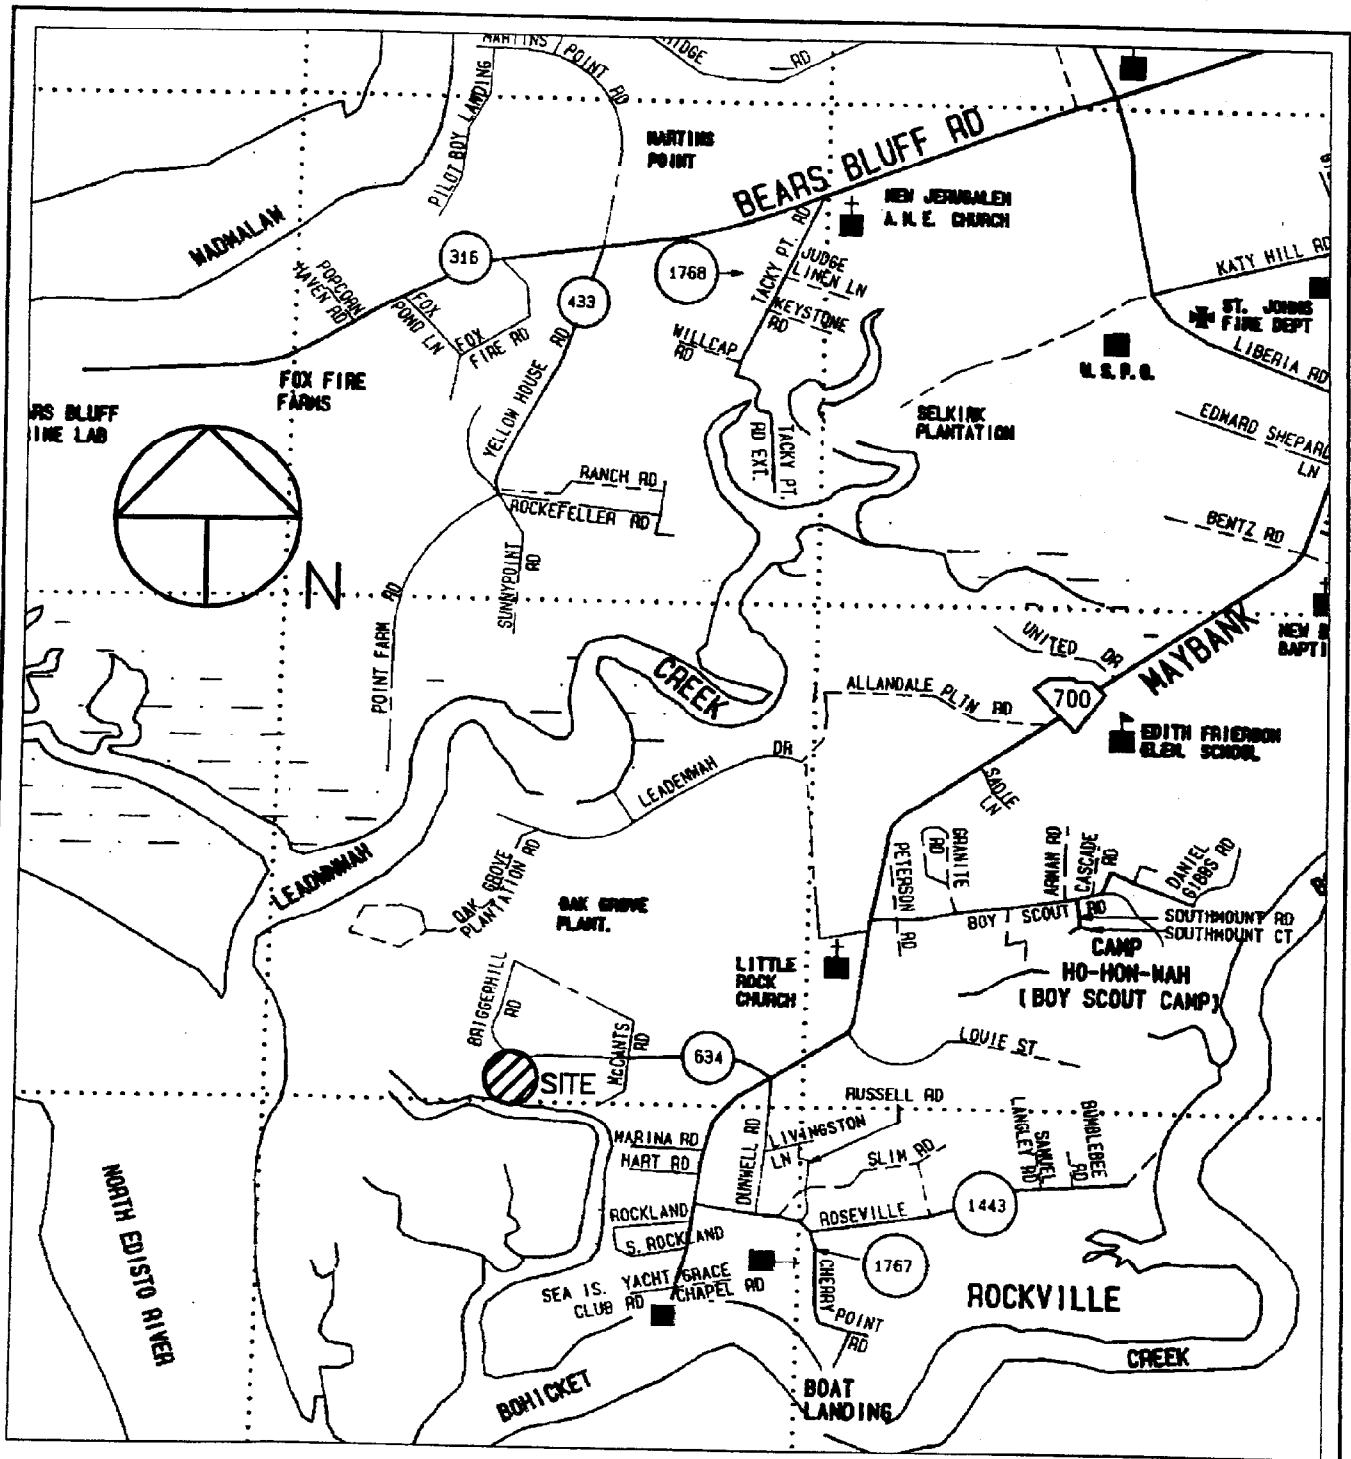 MARTINS POINT RD
RD
PILOT BOY LANDING
MARTINS
POINT
BEARS BLUFF RD
NEW JERUSALEM
A. M. E. CHURCH
WADMALAW
316
1768
433
TACKY PT. RD
JUDGE
LINEN LN
KEYSTONE
RD
WILLCAP
RD
KATY HILL RD
ST. JOHNS
FIRE DEPT
LIBERIA RD
U. S. P. O.
POPCORN
HAVEN RD
FOX
POND LN
FOX
FIRE RD
YELLOW HOUSE RD
FOX FIRE
FARMS
ARS BLUFF
INE LAB
SELKIRK
PLANTATION
EDWARD SHEPARD
LN
TACKY PT.
RD EXT.
RANCH RD
ROCKEFELLER RD
BENTZ RD
N
SUNNYPOINT
RD
POINT FARM RD
CREEK
UNITED DR
MAYBANK
NEW
BAPTI
ALLANDALE PLTN RD
700
EDITH FRIERSON
ELEM. SCHOOL
LEADENWAH DR
SADIE
LN
LEADNWAH
OAK GROVE
PLANTATION RD
OAK GROVE
PLANT.
PETERSON RD
GRANITE
RD
ARMAN RD
CASCADE
RD
DANIEL
GIBBS RD
BOY SCOUT RD
SOUTHMOUNT RD
SOUTHMOUNT CT
CAMP
HO-HON-WAH
(BOY SCOUT CAMP)
LITTLE
ROCK
CHURCH
BRIGGERHILL
RD
McCANTS
RD
634
LOUIE ST
SITE
RUSSELL RD
MARINA RD
HART RD
DUNWELL RD
LIVINGSTON
LN
SLIM RD
LANGLEY RD
SAMUEL
RD
BUMBLEBEE
RD
ROCKLAND
S. ROCKLAND
ROSEVILLE
1443
1767
NORTH EDISTO RIVER
SEA IS. YACHT
CLUB RD
GRACE
CHAPEL RD
CHERRY
POINT
RD
ROCKVILLE
CREEK
BOHICKET
BOAT
LANDING